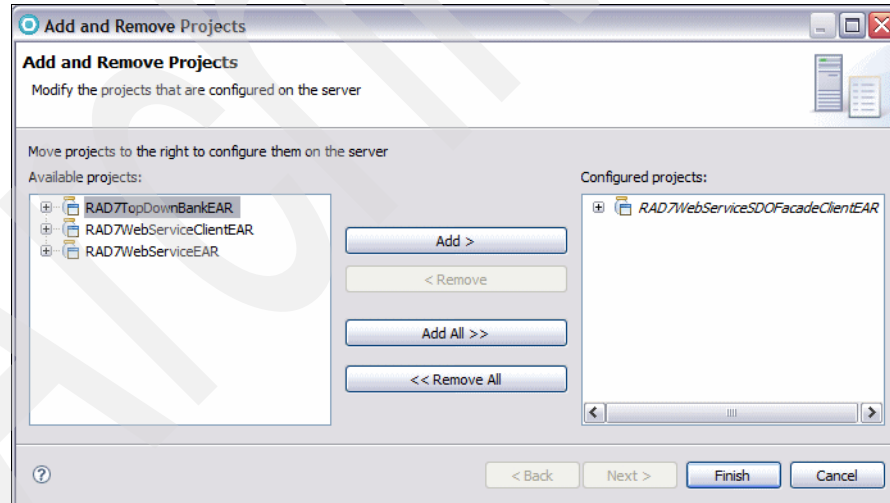 Add and Remove Projects
Add and Remove Projects
Modify the projects that are configured on the server
Move projects to the right to configure them on the server
Available projects:
Configured projects:
RAD7TopDownBankEAR
RAD7WebServiceClientEAR
RAD7WebServiceEAR
Add >
< Remove
Add All >>
<< Remove All
RAD7WebServiceSDOFacadeClientEAR
?
< Back
Next >
Finish
Cancel